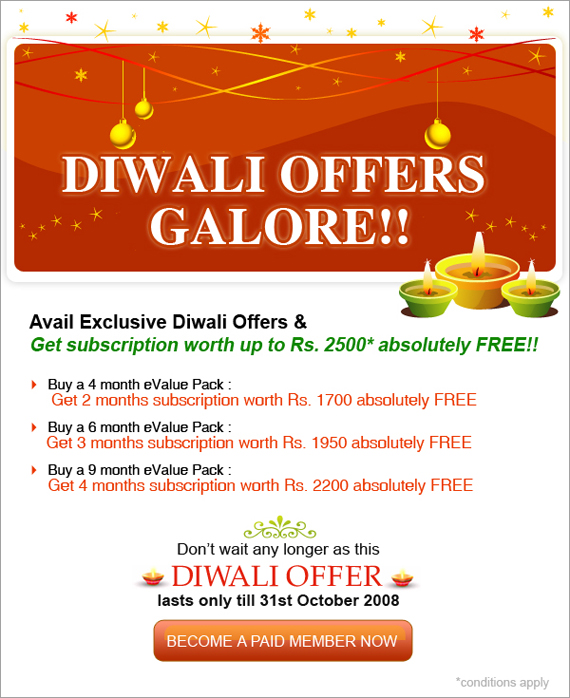 DIWALI OFFERS
GALORE!!
Avail Exclusive Diwali Offers &
Get subscription worth up to Rs. 2500* absolutely FREE!!
Buy a 4 month eValue Pack :
Get 2 months subscription worth Rs. 1700 absolutely FREE
Buy a 6 month eValue Pack :
Get 3 months subscription worth Rs. 1950 absolutely FREE
Buy a 9 month eValue Pack :
Get 4 months subscription worth Rs. 2200 absolutely FREE
Don't wait any longer as this
DIWALI OFFER
lasts only till 31st October 2008
BECOME A PAID MEMBER NOW
*conditions apply